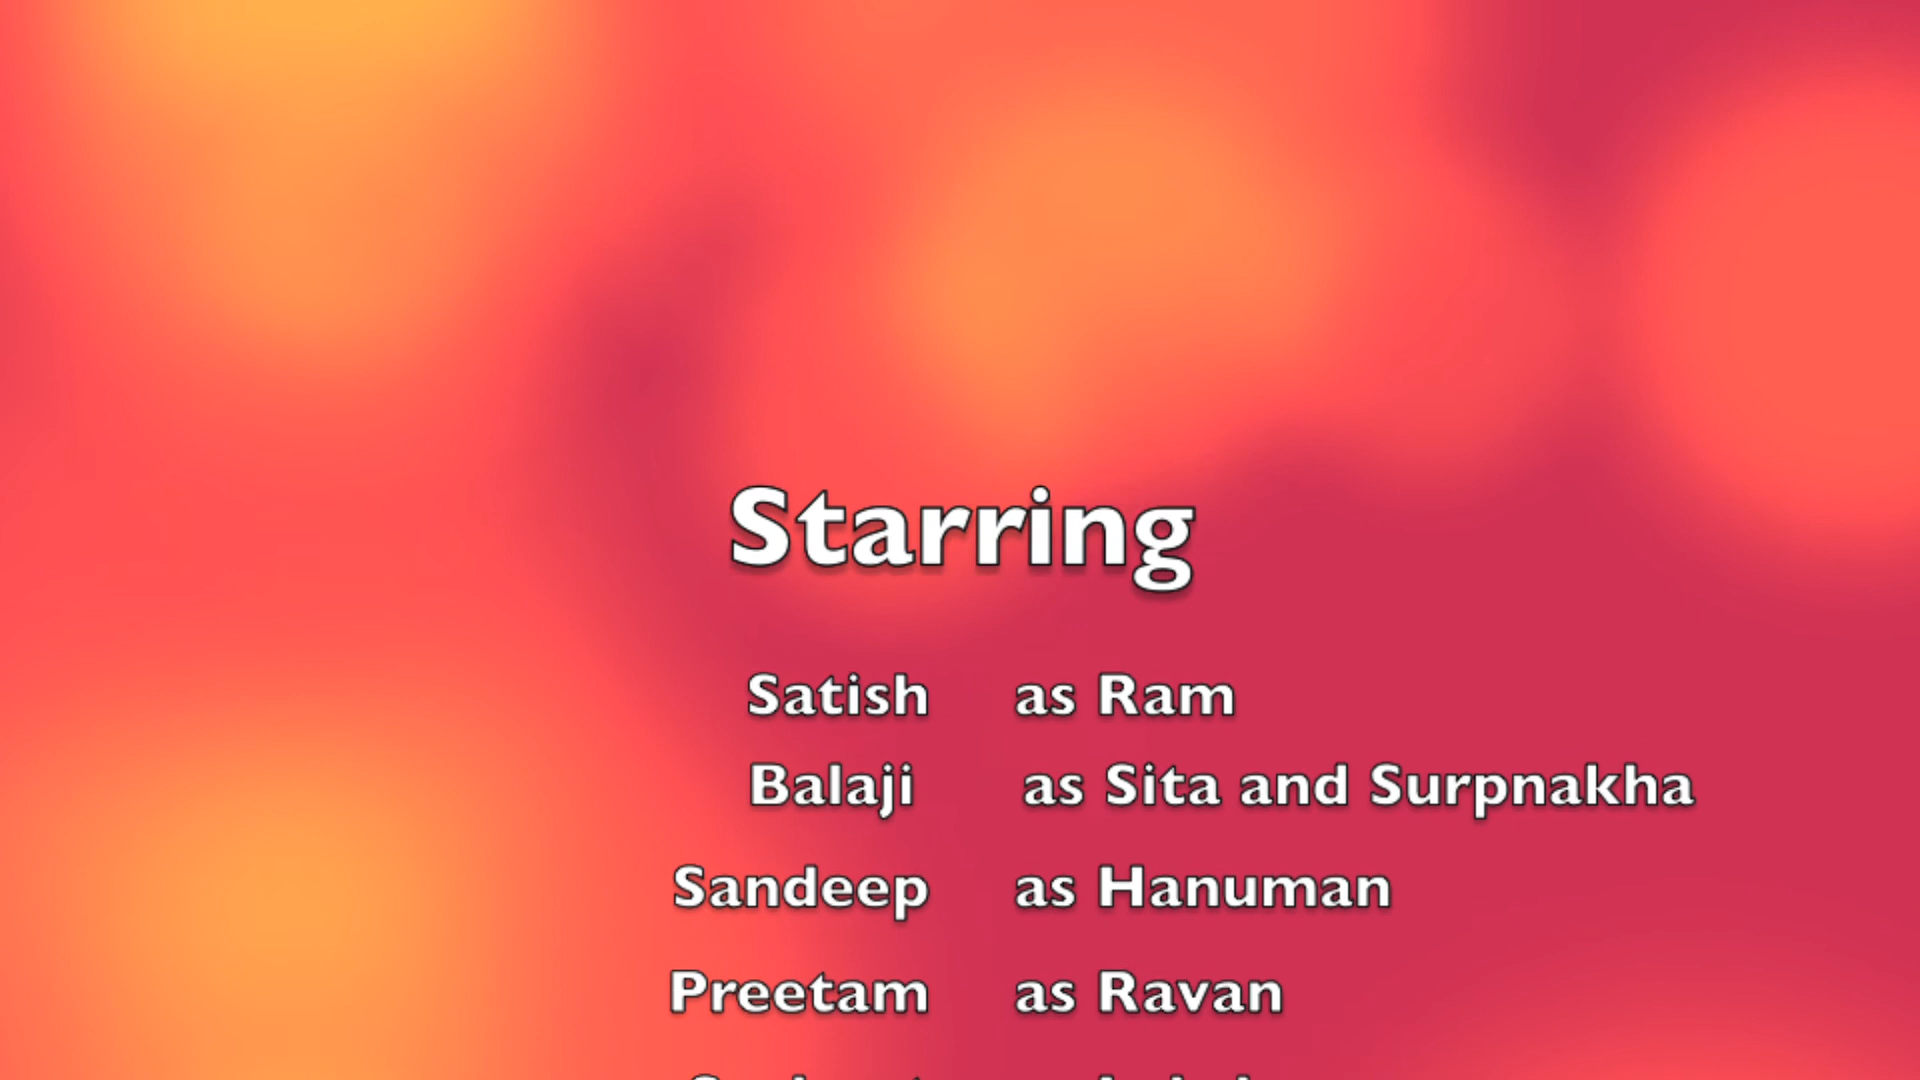 Starring
Satish as Ram
Balaji as Sita and Surpnakha
Sandeep as Hanuman
Preetam as Ravan